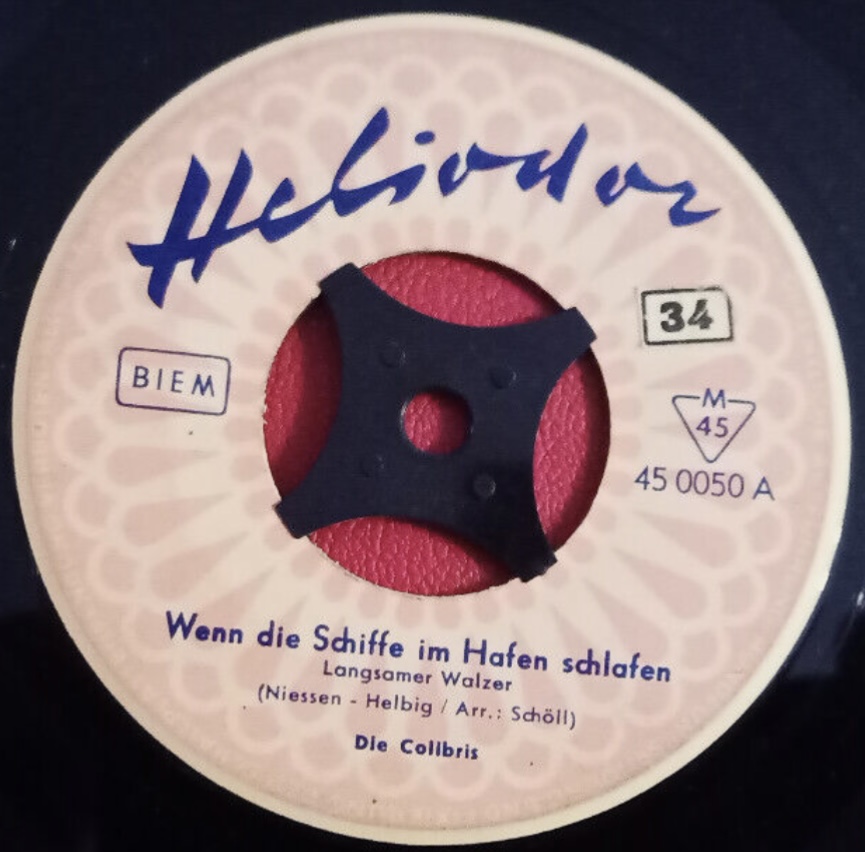 Heliodor
34
BIEM
M
45
45 0050 A
Wenn die Schiffe im Hafen schlafen
Langsamer Walzer
(Niessen - Helbig / Arr.: Schöll)
Die Colibris